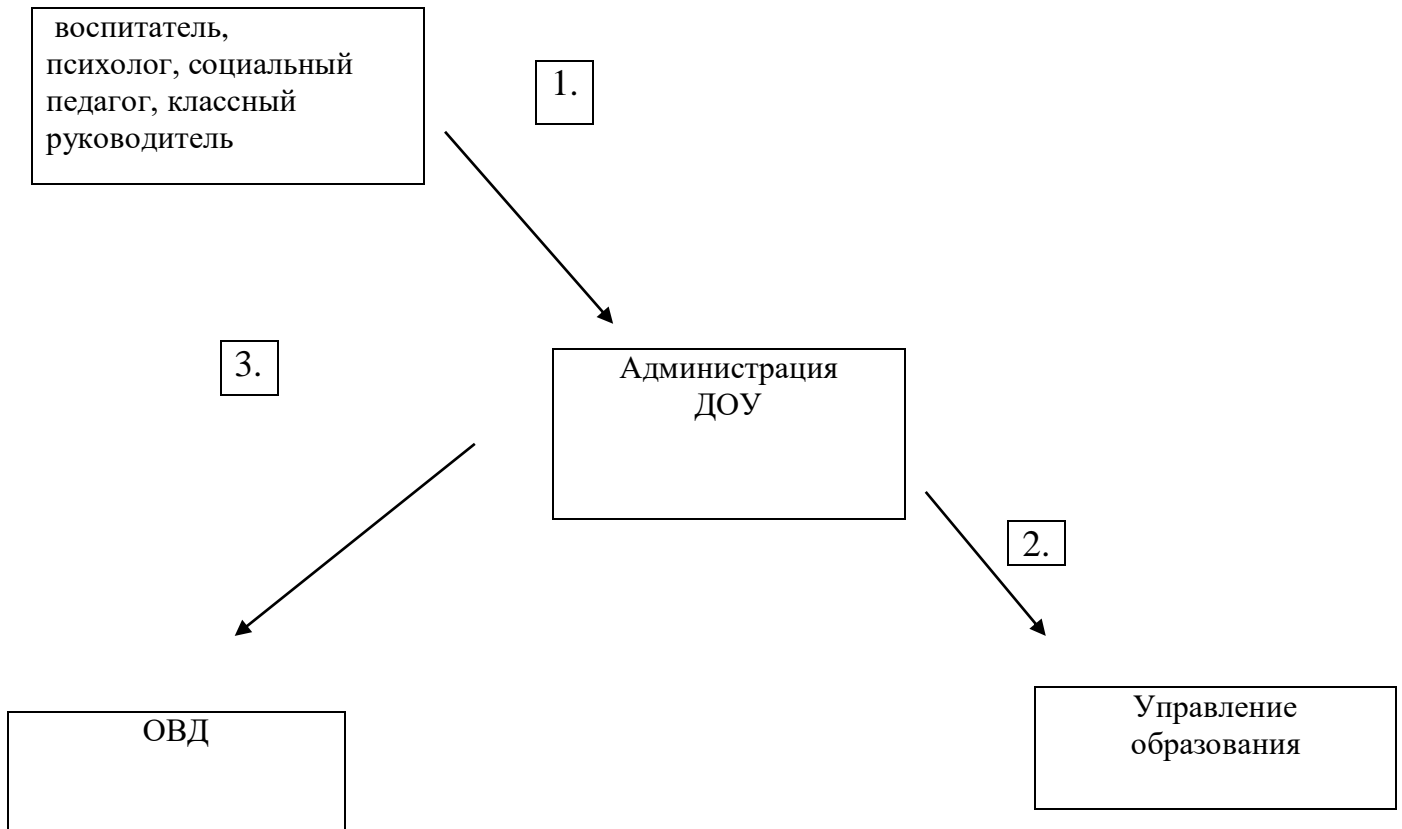 воспитатель,
психолог, социальный
педагог, классный
руководитель
1.
3.
Администрация
ДОУ
2.
Управление
образования
ОВД